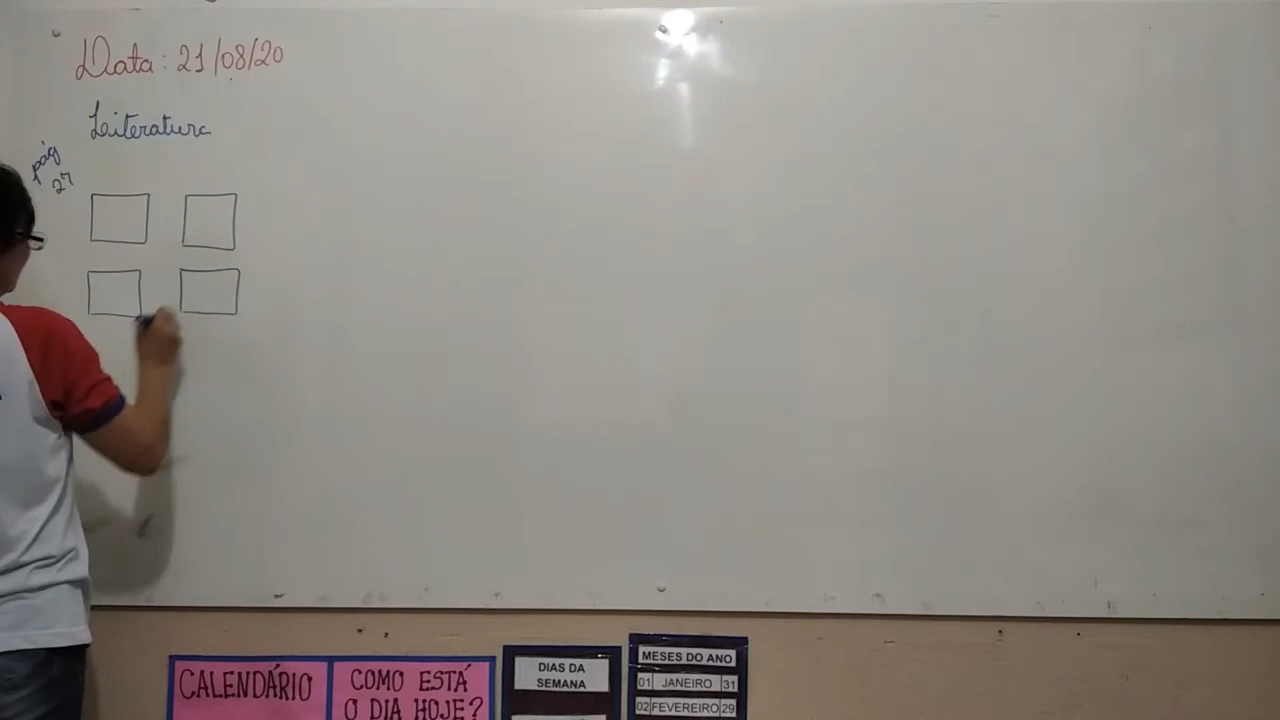 Data: 21/08/20
Literatura
pág
27
CALENDÁRIO
COMO ESTÁ
O DIA HOJE?
DIAS DA
SEMANA
MESES DO ANO
01 JANEIRO 31
02 FEVEREIRO 29